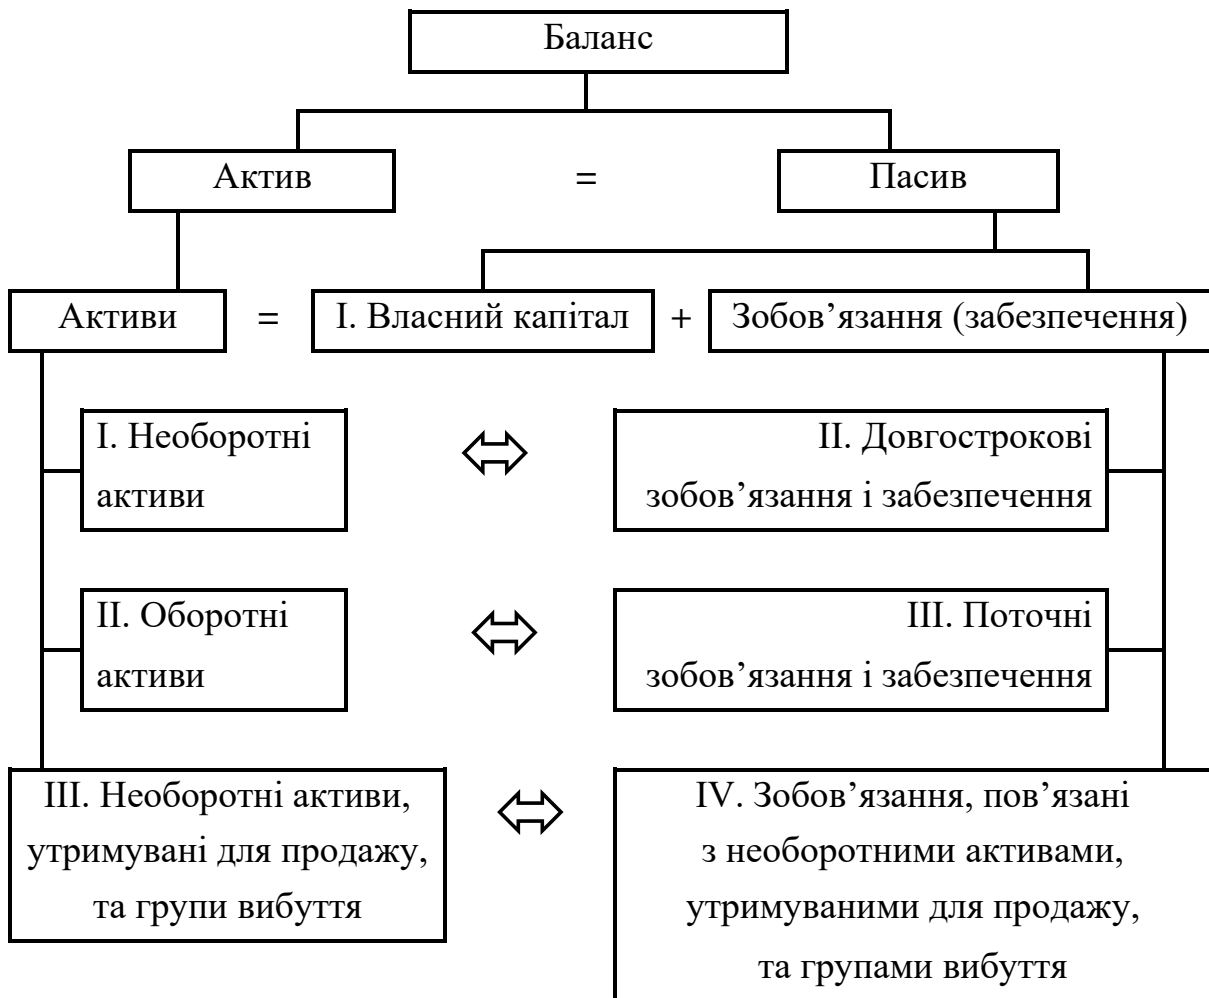 Баланс
Актив = Пасив
Активи = І. Власний капітал + Зобов’язання (забезпечення)
І. Необоротні
активи
ІІ. Довгострокові
зобов’язання і забезпечення
ІІ. Оборотні
активи
ІІІ. Поточні
зобов’язання і забезпечення
ІІІ. Необоротні активи,
утримувані для продажу,
та групи вибуття
IV. Зобов’язання, пов’язані
з необоротними активами,
утримуваними для продажу,
та групами вибуття